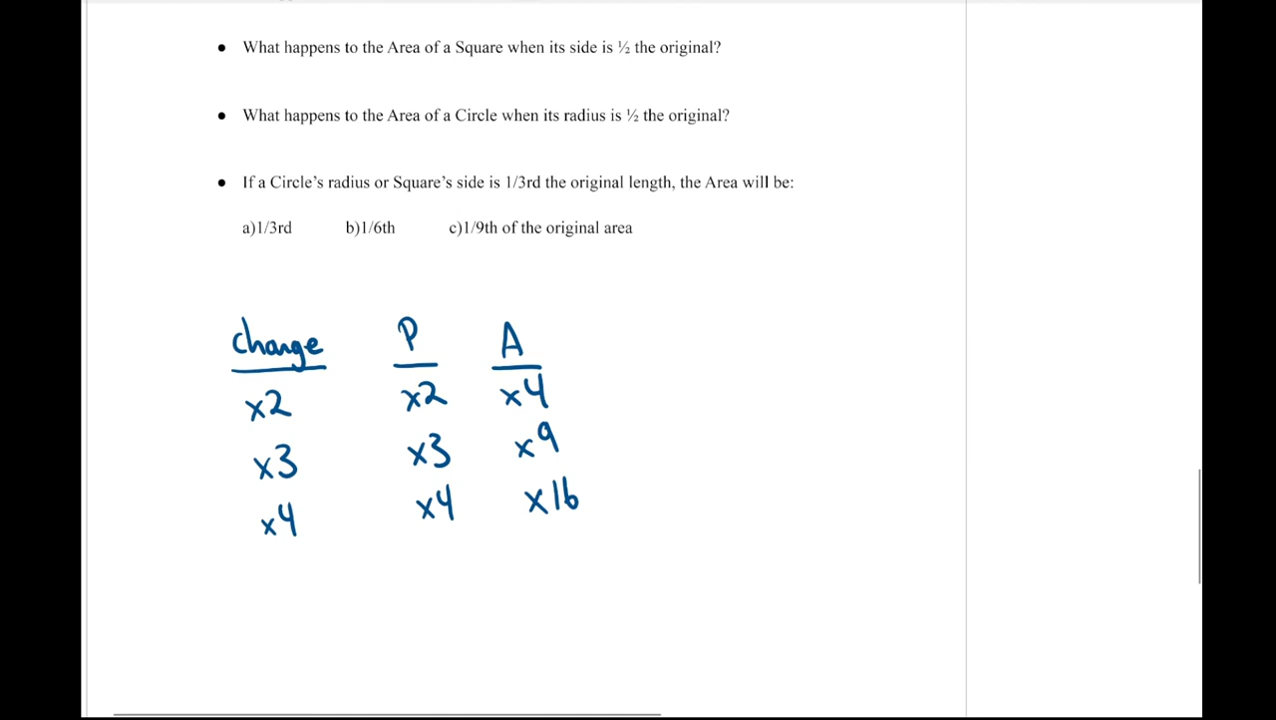 • What happens to the Area of a Square when its side is ½ the original?
• What happens to the Area of a Circle when its radius is ½ the original?
• If a Circle's radius or Square's side is 1/3rd the original length, the Area will be:
a)1/3rd b)1/6th c)1/9th of the original area
change P A
x2 x2 x4
x3 x3 x9
x4 x4 x16